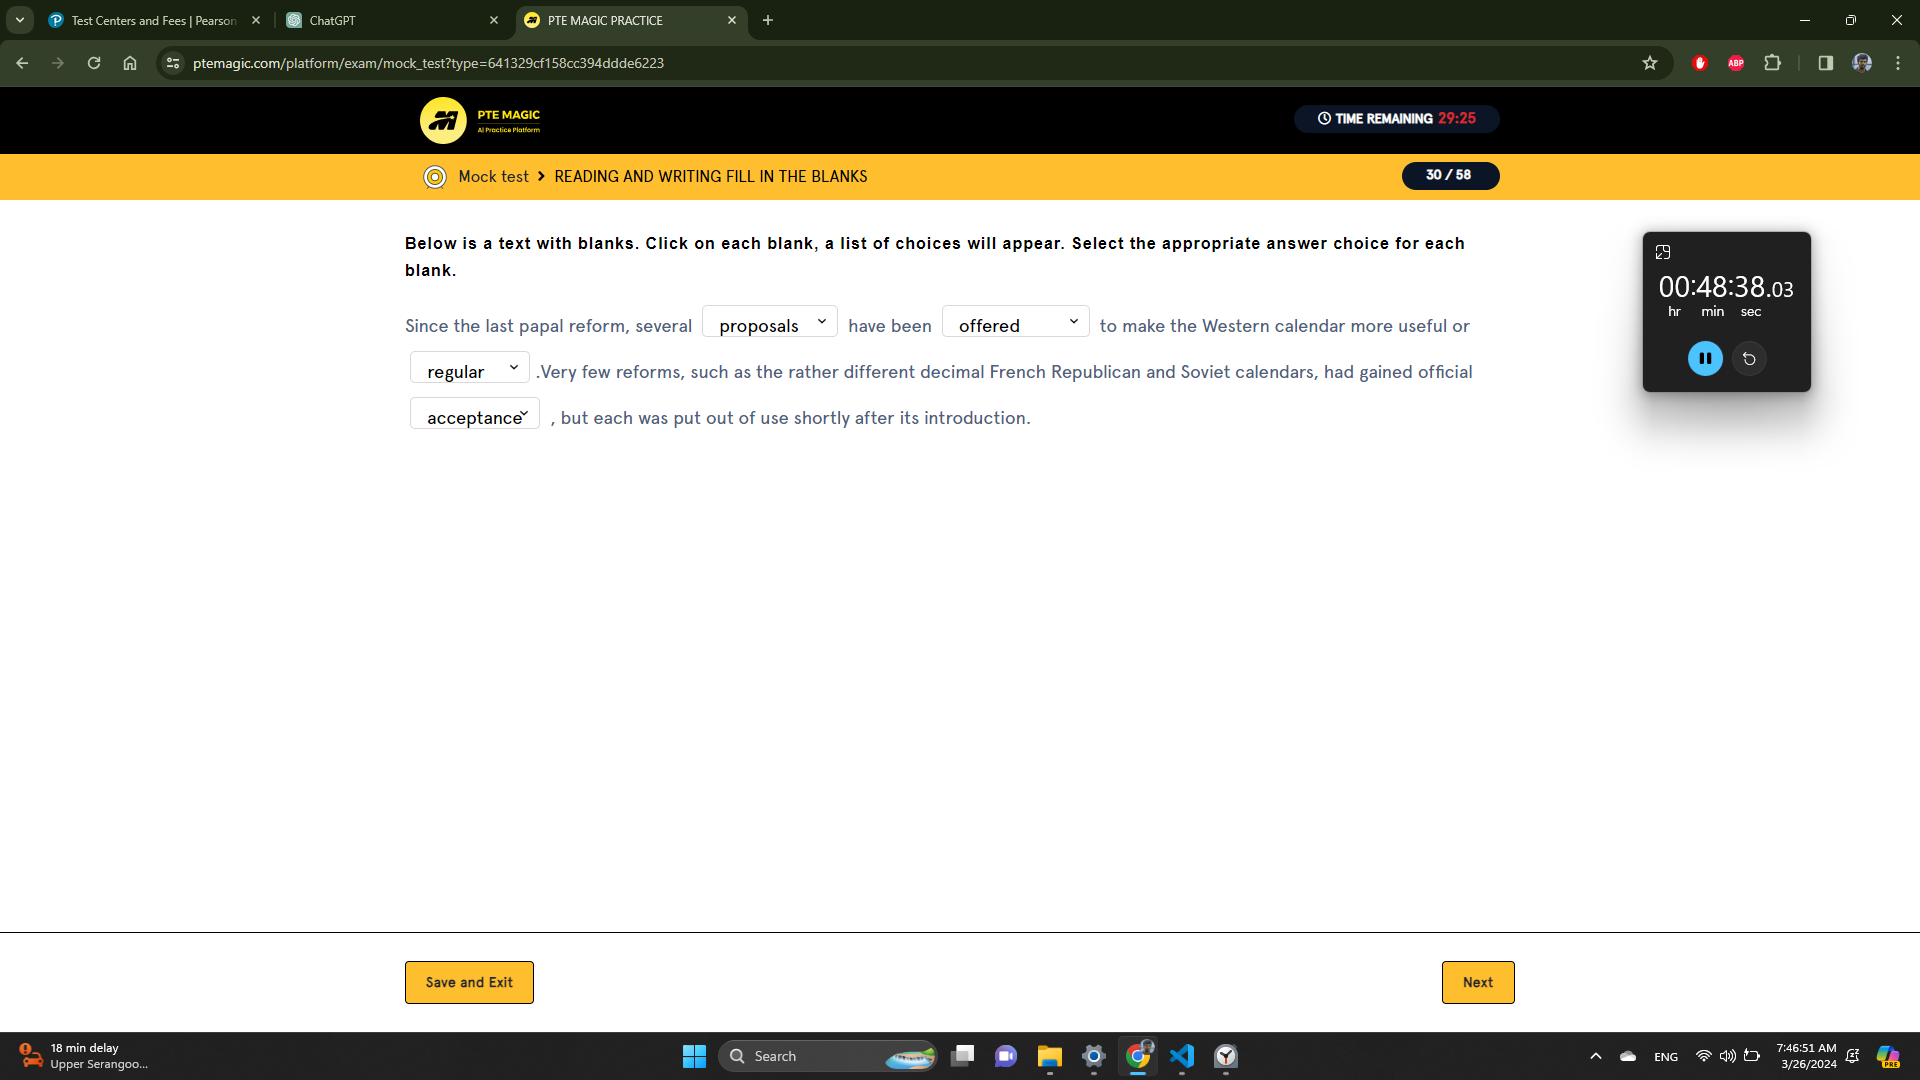 Test Centers and Fees | Pearson
ChatGPT
PTE MAGIC PRACTICE
ptemagic.com/platform/exam/mock_test?type=641329cf158cc394ddde6223
ABP
PTE MAGIC
AI Practice Platform
TIME REMAINING 29:25
Mock test > READING AND WRITING FILL IN THE BLANKS
30 / 58
Below is a text with blanks. Click on each blank, a list of choices will appear. Select the appropriate answer choice for each
blank.
Since the last papal reform, several proposals have been offered to make the Western calendar more useful or
regular .Very few reforms, such as the rather different decimal French Republican and Soviet calendars, had gained official
acceptance , but each was put out of use shortly after its introduction.
00:48:38.03
hr min sec
Save and Exit
Next
18 min delay
Upper Serangoo...
Search
ENG
7:46:51 AM
3/26/2024
PRE